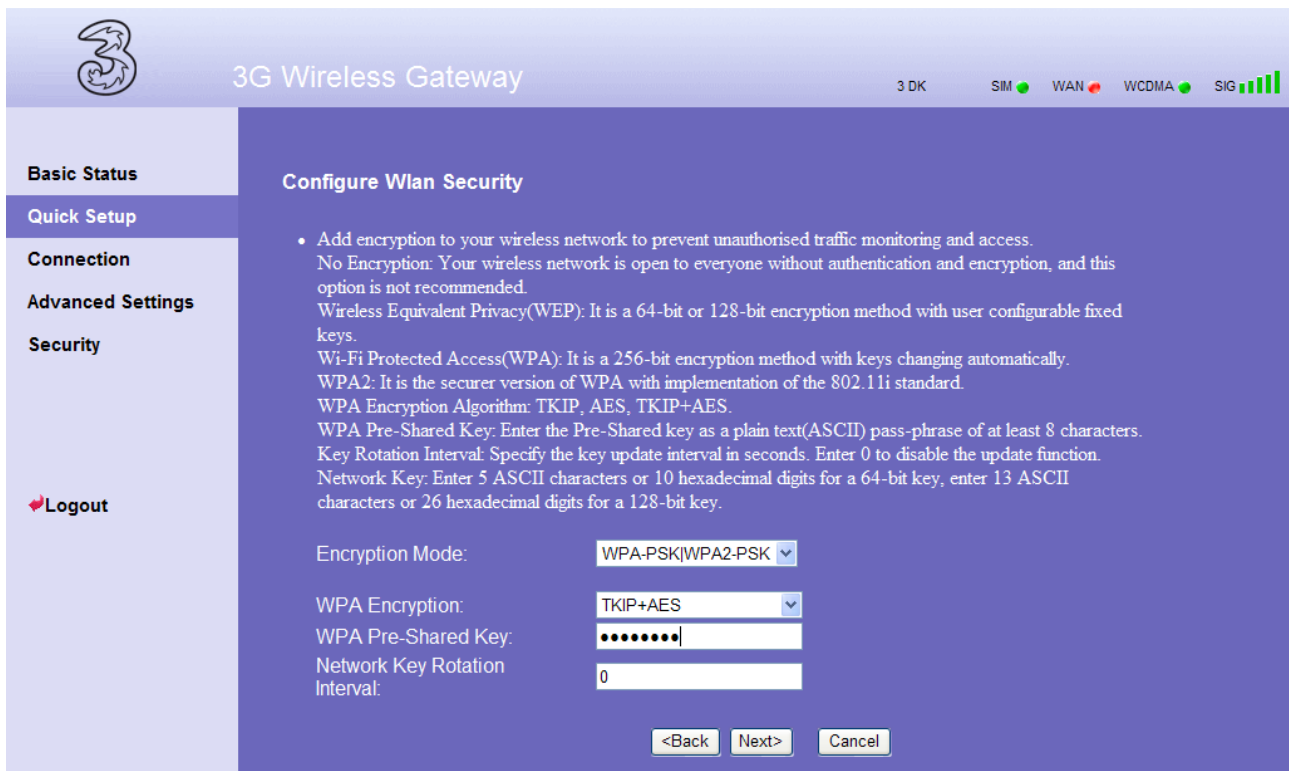 3G Wireless Gateway
3 DK SIM WAN WCDMA SIG
Basic Status
Quick Setup
Connection
Advanced Settings
Security
Logout
Configure Wlan Security
• Add encryption to your wireless network to prevent unauthorised traffic monitoring and access.
No Encryption: Your wireless network is open to everyone without authentication and encryption, and this
option is not recommended.
Wireless Equivalent Privacy(WEP): It is a 64-bit or 128-bit encryption method with user configurable fixed
keys.
Wi-Fi Protected Access(WPA): It is a 256-bit encryption method with keys changing automatically.
WPA2: It is the securer version of WPA with implementation of the 802.11i standard.
WPA Encryption Algorithm: TKIP, AES, TKIP+AES.
WPA Pre-Shared Key: Enter the Pre-Shared key as a plain text(ASCII) pass-phrase of at least 8 characters.
Key Rotation Interval: Specify the key update interval in seconds. Enter 0 to disable the update function.
Network Key: Enter 5 ASCII characters or 10 hexadecimal digits for a 64-bit key, enter 13 ASCII
characters or 26 hexadecimal digits for a 128-bit key.
Encryption Mode: WPA-PSK|WPA2-PSK
WPA Encryption: TKIP+AES
WPA Pre-Shared Key: ••••••••
Network Key Rotation
Interval: 0
<Back Next> Cancel